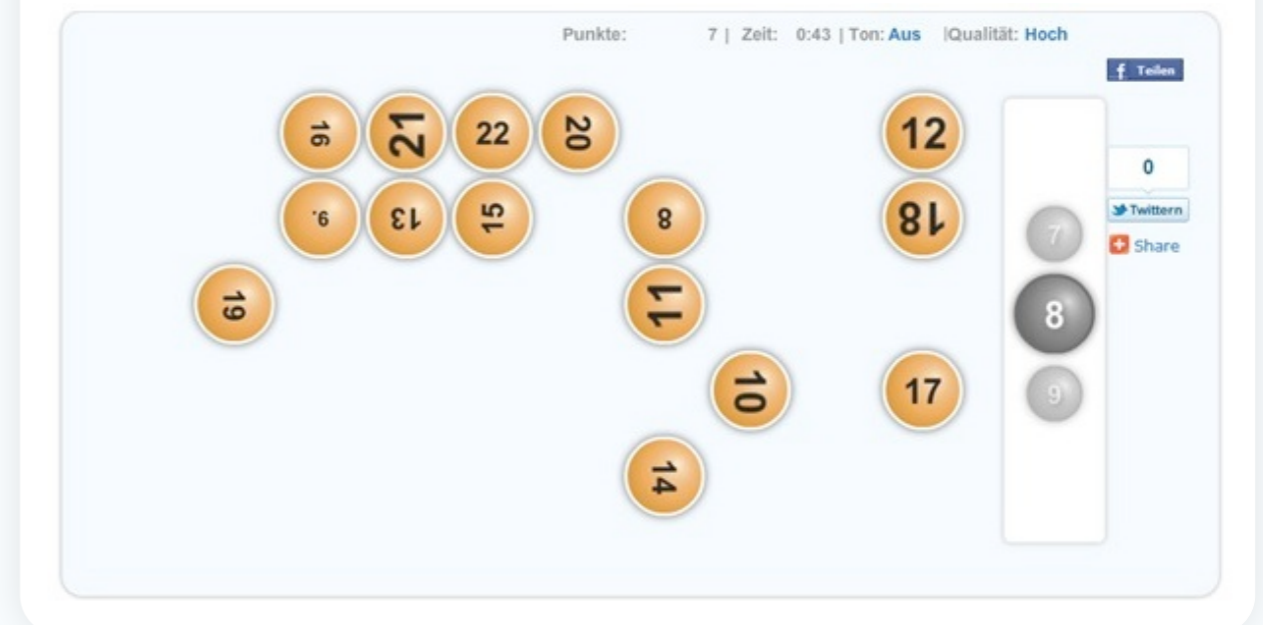 Punkte: 7 | Zeit: 0:43 | Ton: Aus |Qualität: Hoch
Teilen
16 21 22 20 12
0
9. 13 15 8 18
Twittern
7
Share
19 11 8
10 17 9
14